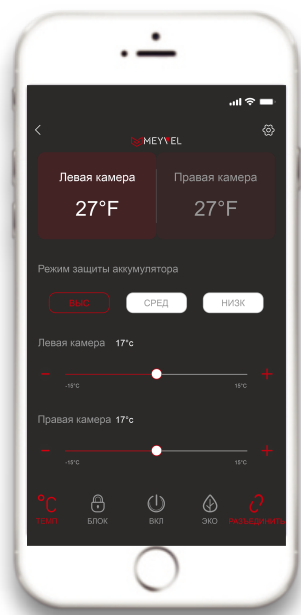 MEYVEL
Левая камера Правая камера
27°F 27°F
Режим защиты аккумулятора
ВЫС СРЕД НИЗК
Левая камера 17°c
− +
-15°C 15°C
Правая камера 17°c
− +
-15°C 15°C
°C
ТЕМП БЛОК ВКЛ ЭКО РАЗЪЕДИНИТЬ